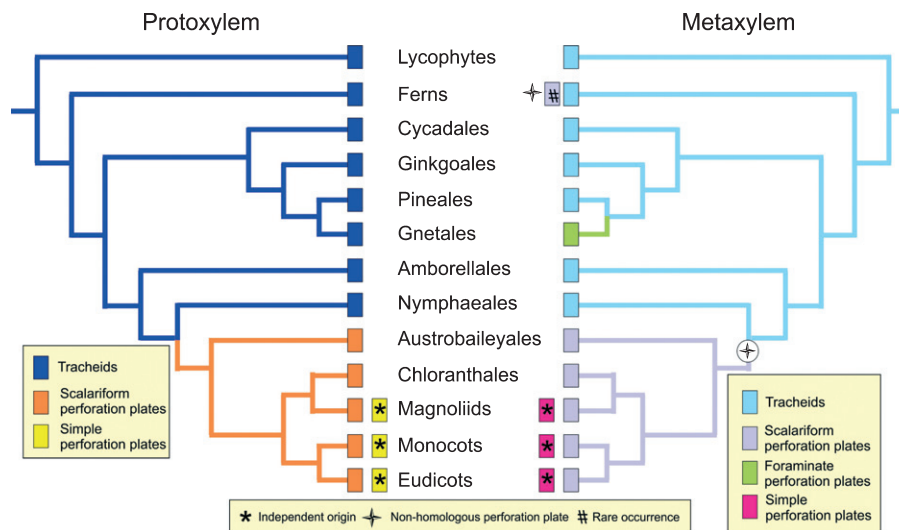 Protoxylem
Metaxylem
Lycophytes
Ferns
#
Cycadales
Ginkgoales
Pineales
Gnetales
Amborellales
Nymphaeales
Austrobaileyales
Chloranthales
Magnoliids
* *
Monocots
* *
Eudicots
* *
Tracheids
Scalariform
perforation plates
Simple
perforation plates
Tracheids
Scalariform
perforation plates
Foraminate
perforation plates
Simple
perforation plates
* Independent origin Non-homologous perforation plate # Rare occurrence